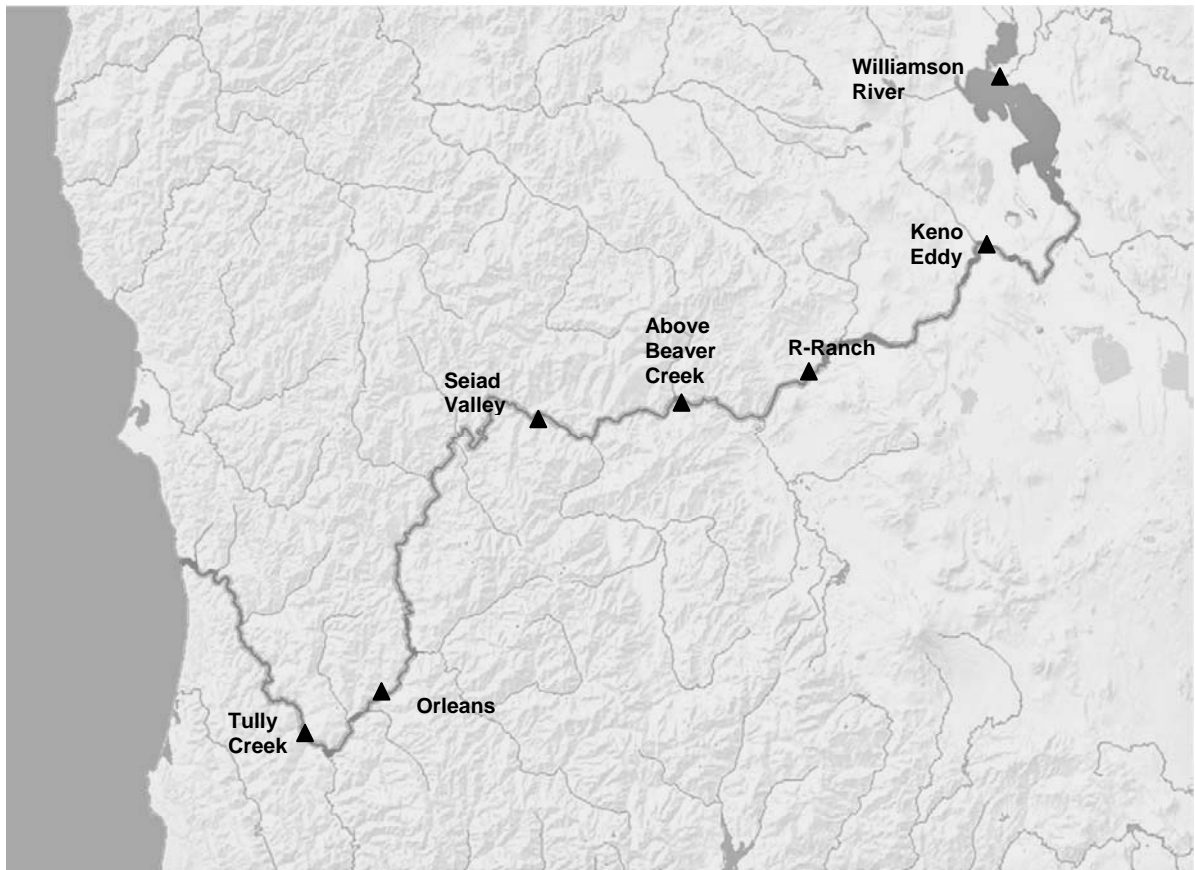 Williamson
River
Keno
Eddy
Above
Beaver
Creek
R-Ranch
Seiad
Valley
Orleans
Tully
Creek